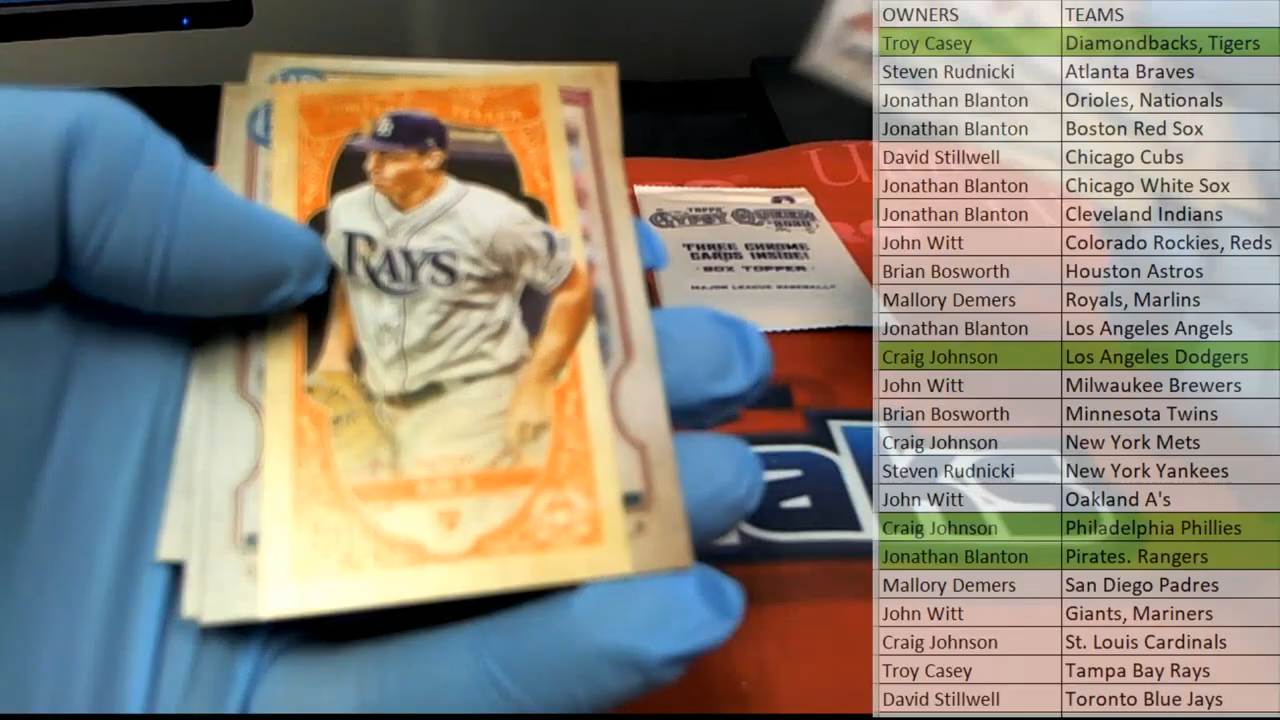 RAYS
TOPPS
GYPSY QUEEN
2020
THREE CHROME
CARDS INSIDE!
BOX TOPPER
MAJOR LEAGUE BASEBALL
OWNERS TEAMS
Troy Casey Diamondbacks, Tigers
Steven Rudnicki Atlanta Braves
Jonathan Blanton Orioles, Nationals
Jonathan Blanton Boston Red Sox
David Stillwell Chicago Cubs
Jonathan Blanton Chicago White Sox
Jonathan Blanton Cleveland Indians
John Witt Colorado Rockies, Reds
Brian Bosworth Houston Astros
Mallory Demers Royals, Marlins
Jonathan Blanton Los Angeles Angels
Craig Johnson Los Angeles Dodgers
John Witt Milwaukee Brewers
Brian Bosworth Minnesota Twins
Craig Johnson New York Mets
Steven Rudnicki New York Yankees
John Witt Oakland A's
Craig Johnson Philadelphia Phillies
Jonathan Blanton Pirates. Rangers
Mallory Demers San Diego Padres
John Witt Giants, Mariners
Craig Johnson St. Louis Cardinals
Troy Casey Tampa Bay Rays
David Stillwell Toronto Blue Jays